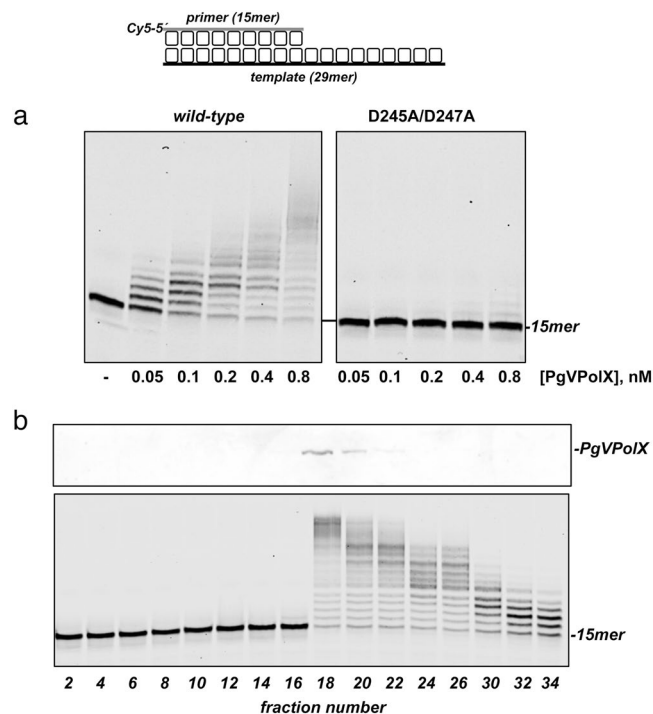 primer (15mer)
Cy5-5´
template (29mer)
a
wild-type D245A/D247A
-15mer
- 0.05 0.1 0.2 0.4 0.8 0.05 0.1 0.2 0.4 0.8 [PgVPolX], nM
b
-PgVPolX
-15mer
2 4 6 8 10 12 14 16 18 20 22 24 26 30 32 34
fraction number